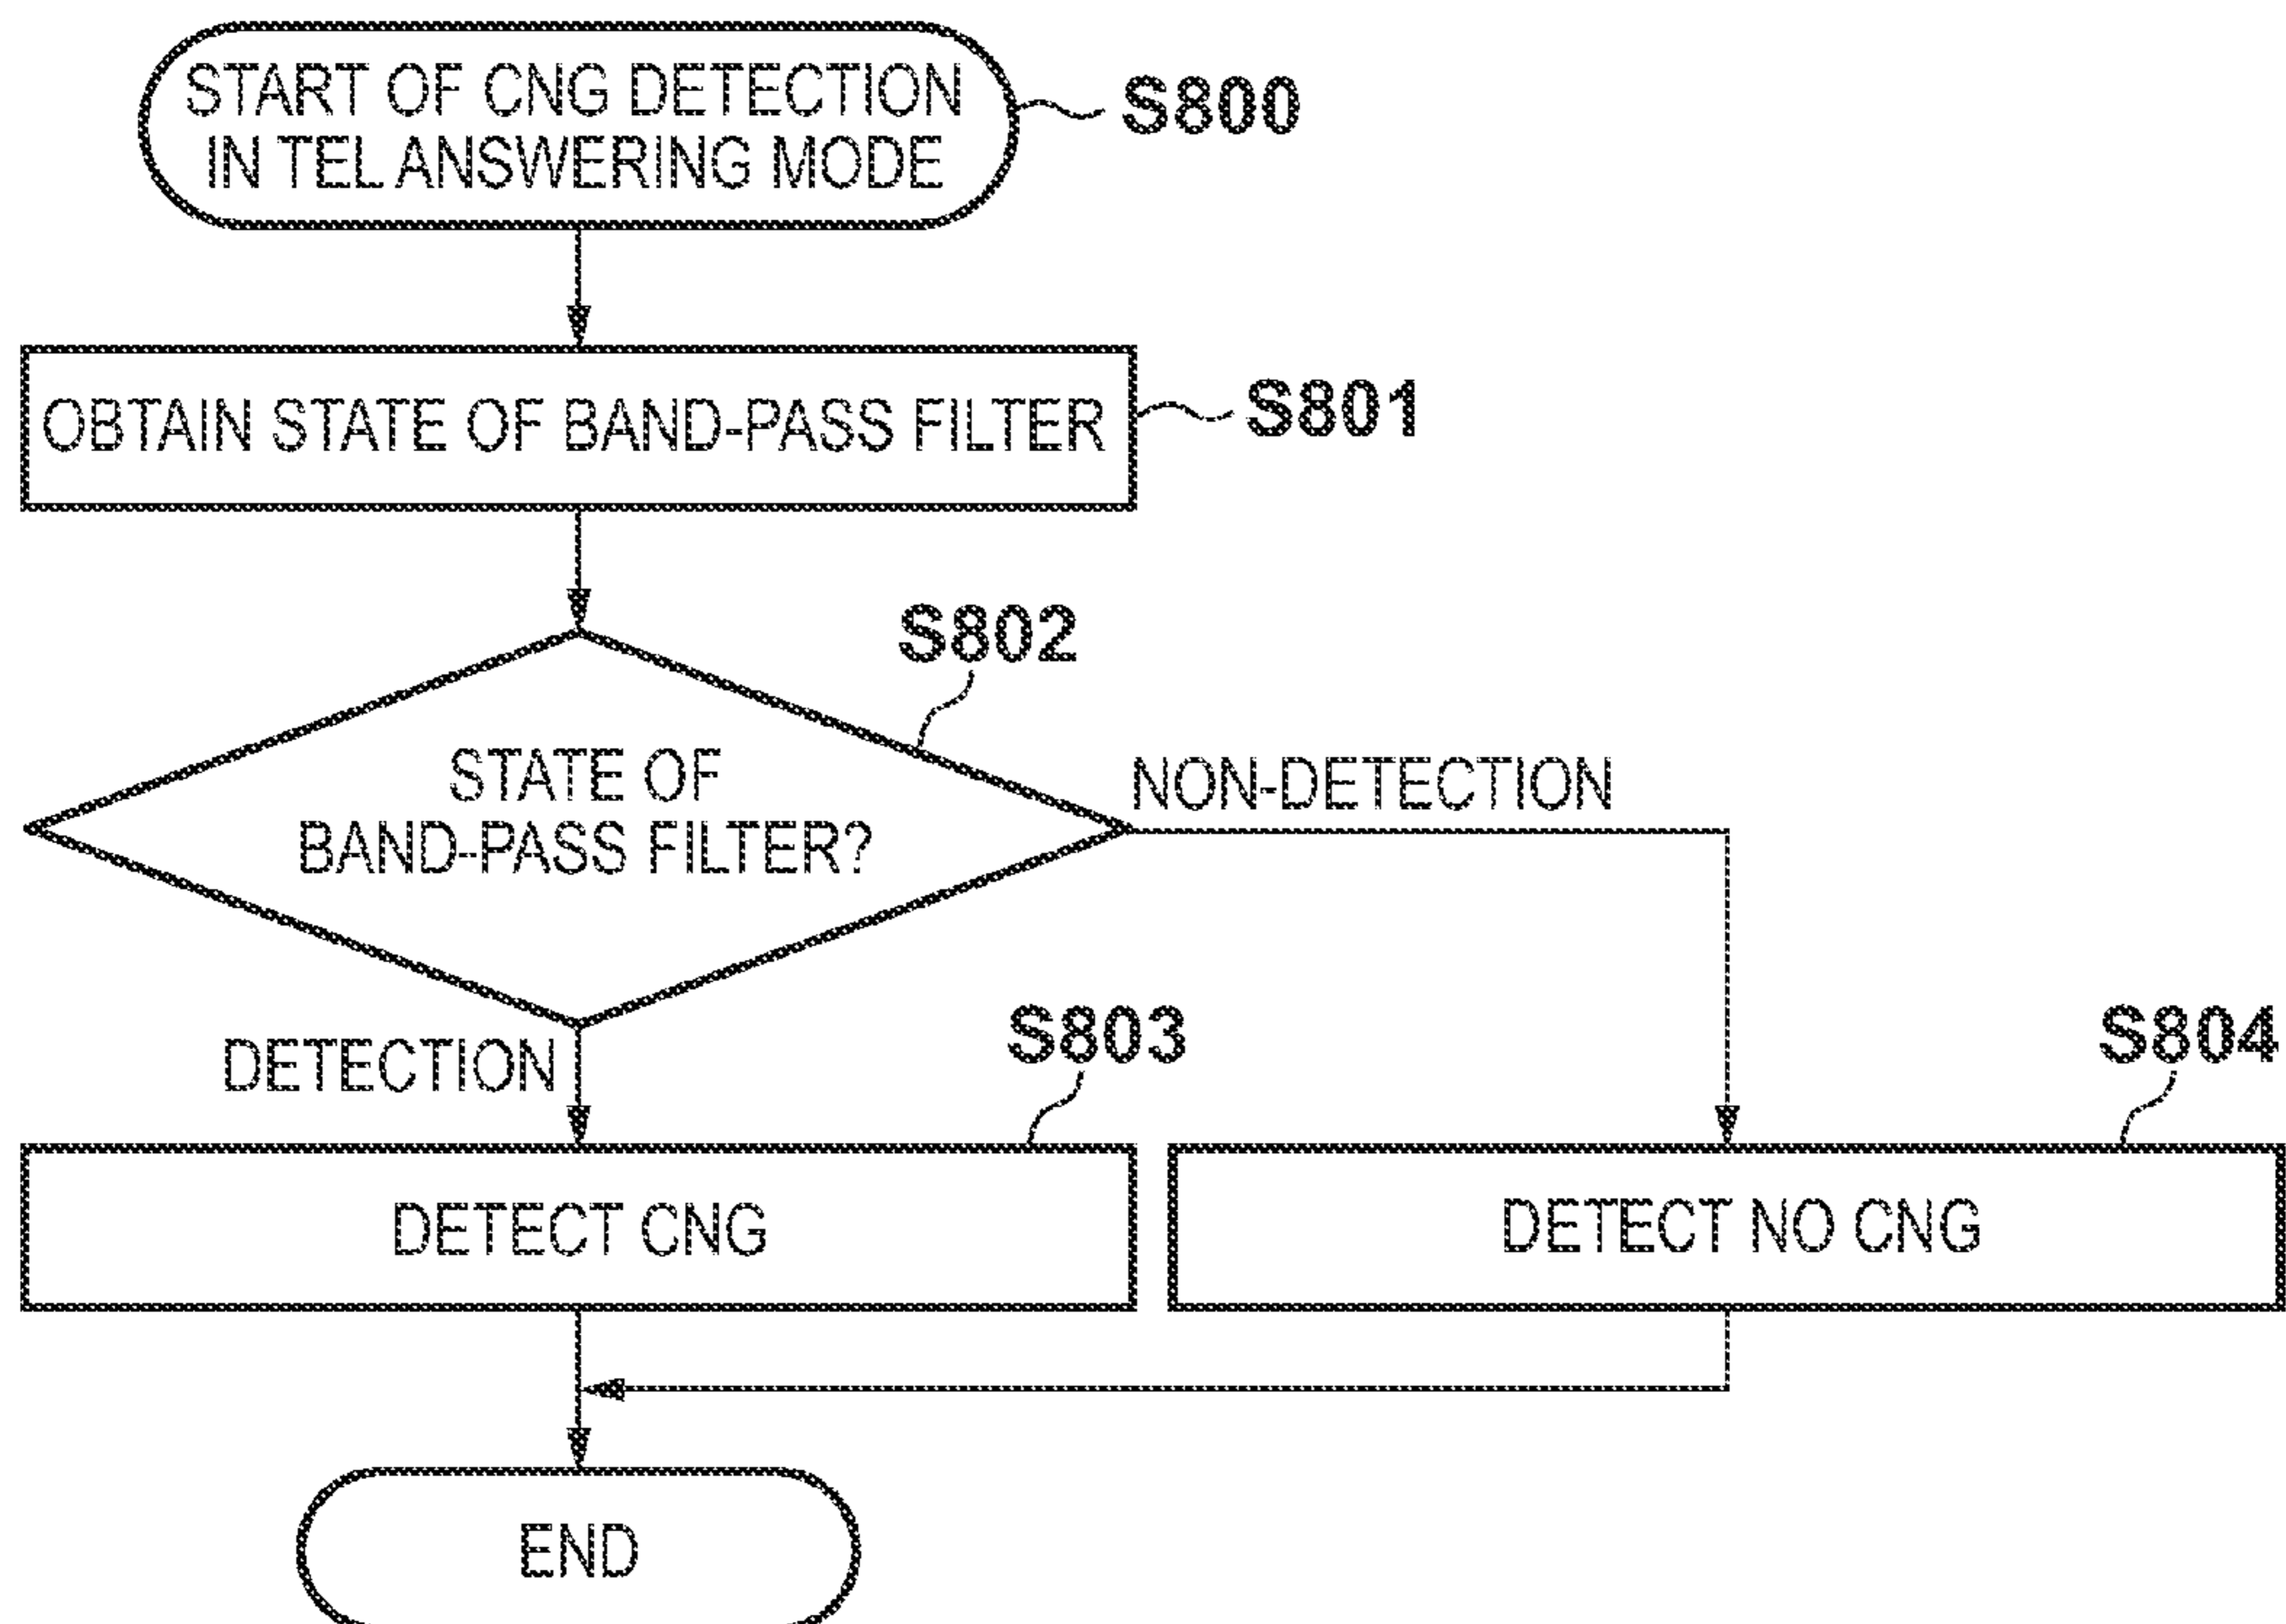 START OF CNG DETECTION
IN TEL ANSWERING MODE
S800
OBTAIN STATE OF BAND-PASS FILTER
S801
S802
STATE OF
BAND-PASS FILTER?
NON-DETECTION
DETECTION
S803
S804
DETECT CNG
DETECT NO CNG
END